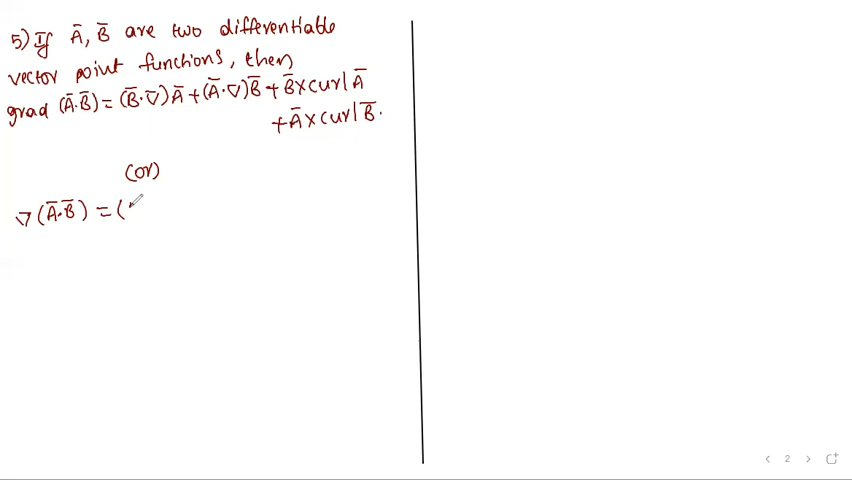 5) If Ā, B̄ are two differentiable
vector point functions, then
grad (Ā·B̄) = (B̄·∇̄)Ā + (Ā·∇)B̄ + B̄×curl Ā
+ Ā×curl B̄.
(or)
∇(Ā·B̄) = (
2